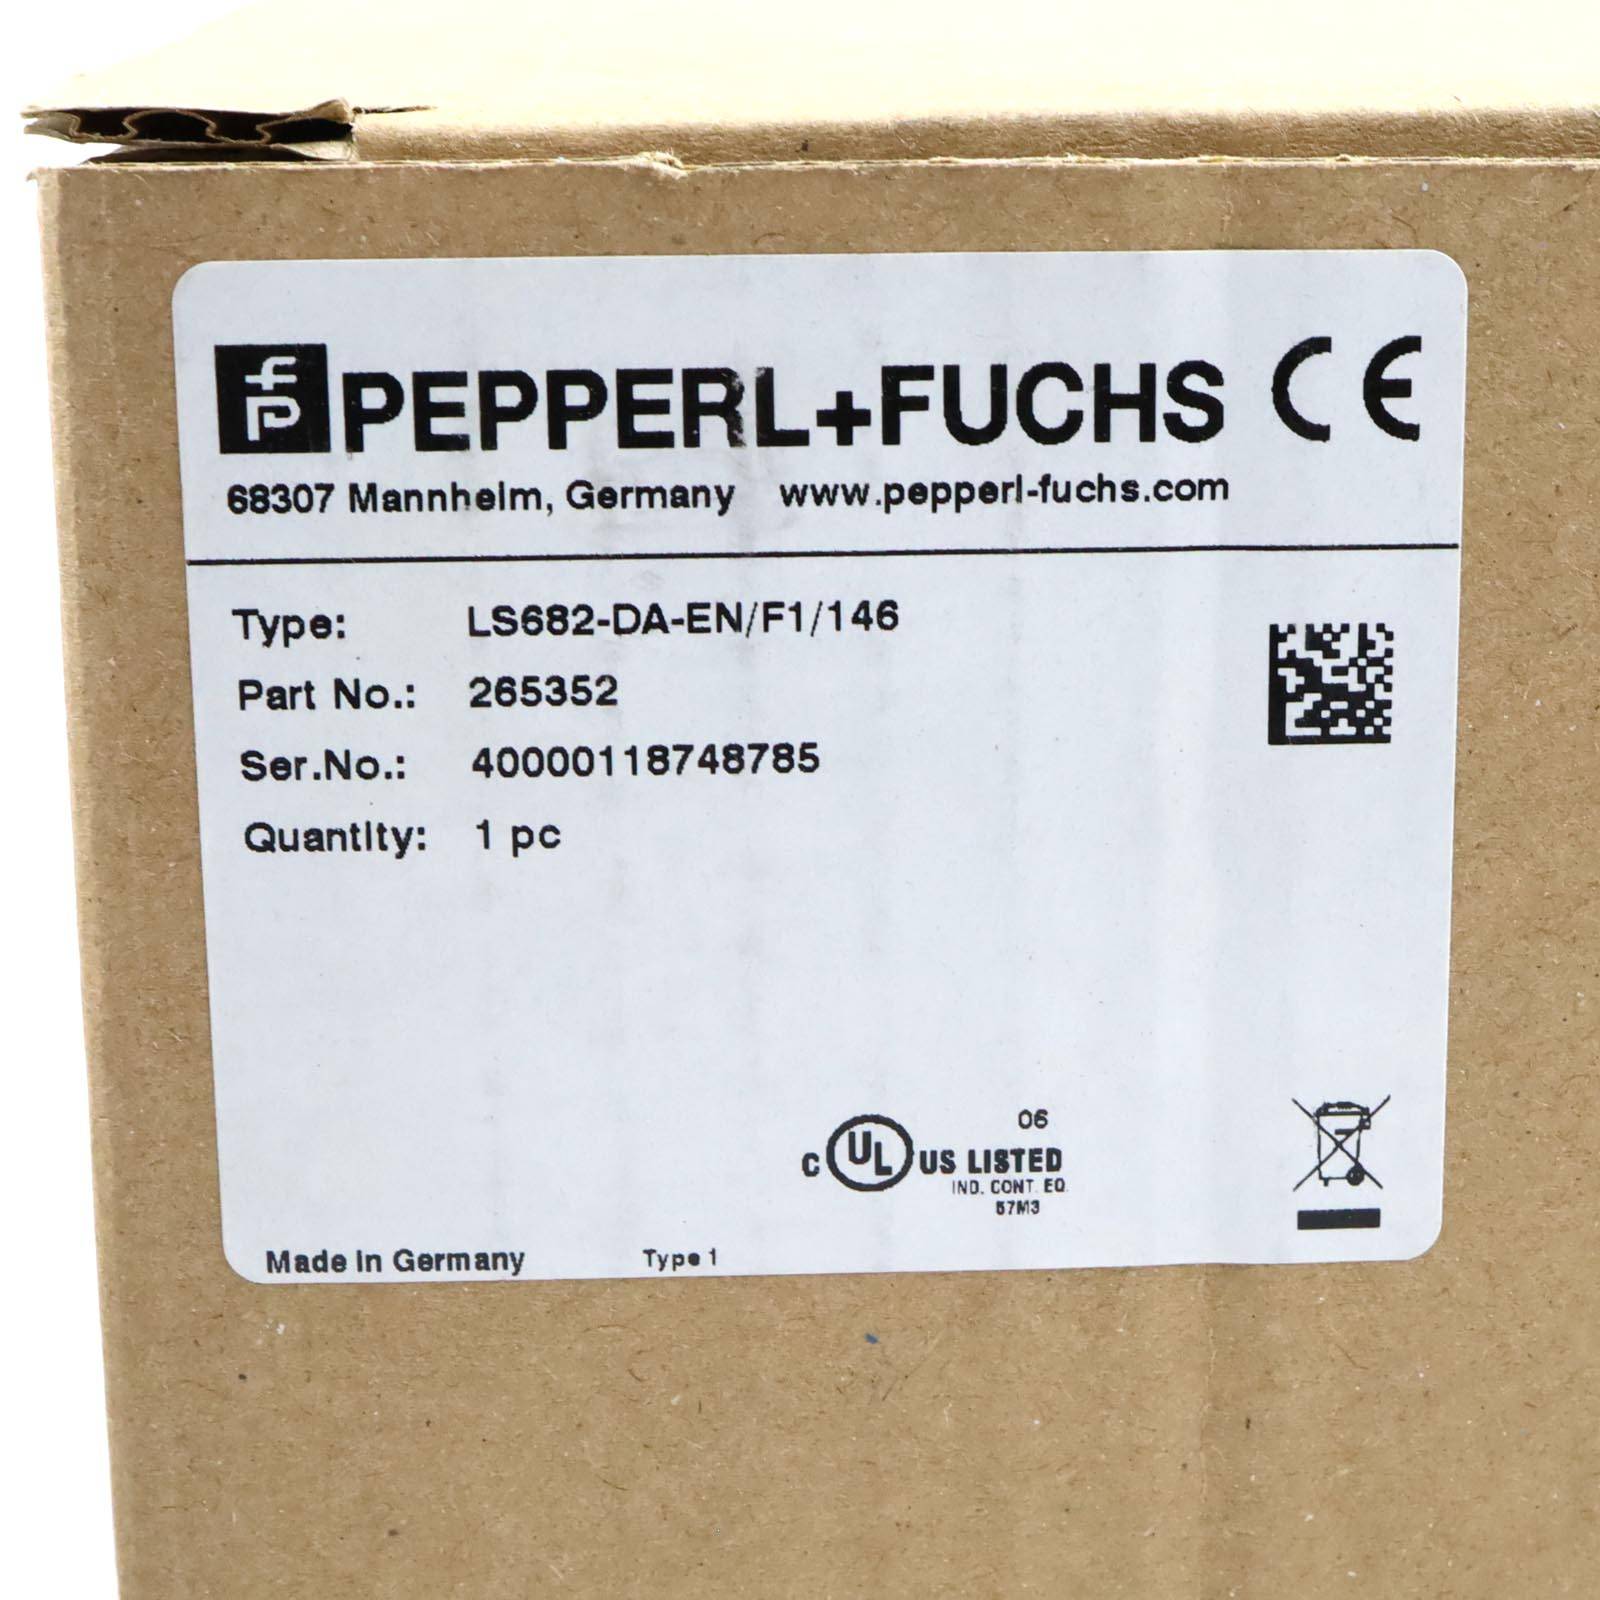 fp PEPPERL+FUCHS CE
68307 Mannheim, Germany www.pepperl-fuchs.com
Type: LS682-DA-EN/F1/146
Part No.: 265352
Ser.No.: 40000118748785
Quantity: 1 pc
06
c UL US LISTED
IND. CONT. EQ.
57M3
Made in Germany Type 1